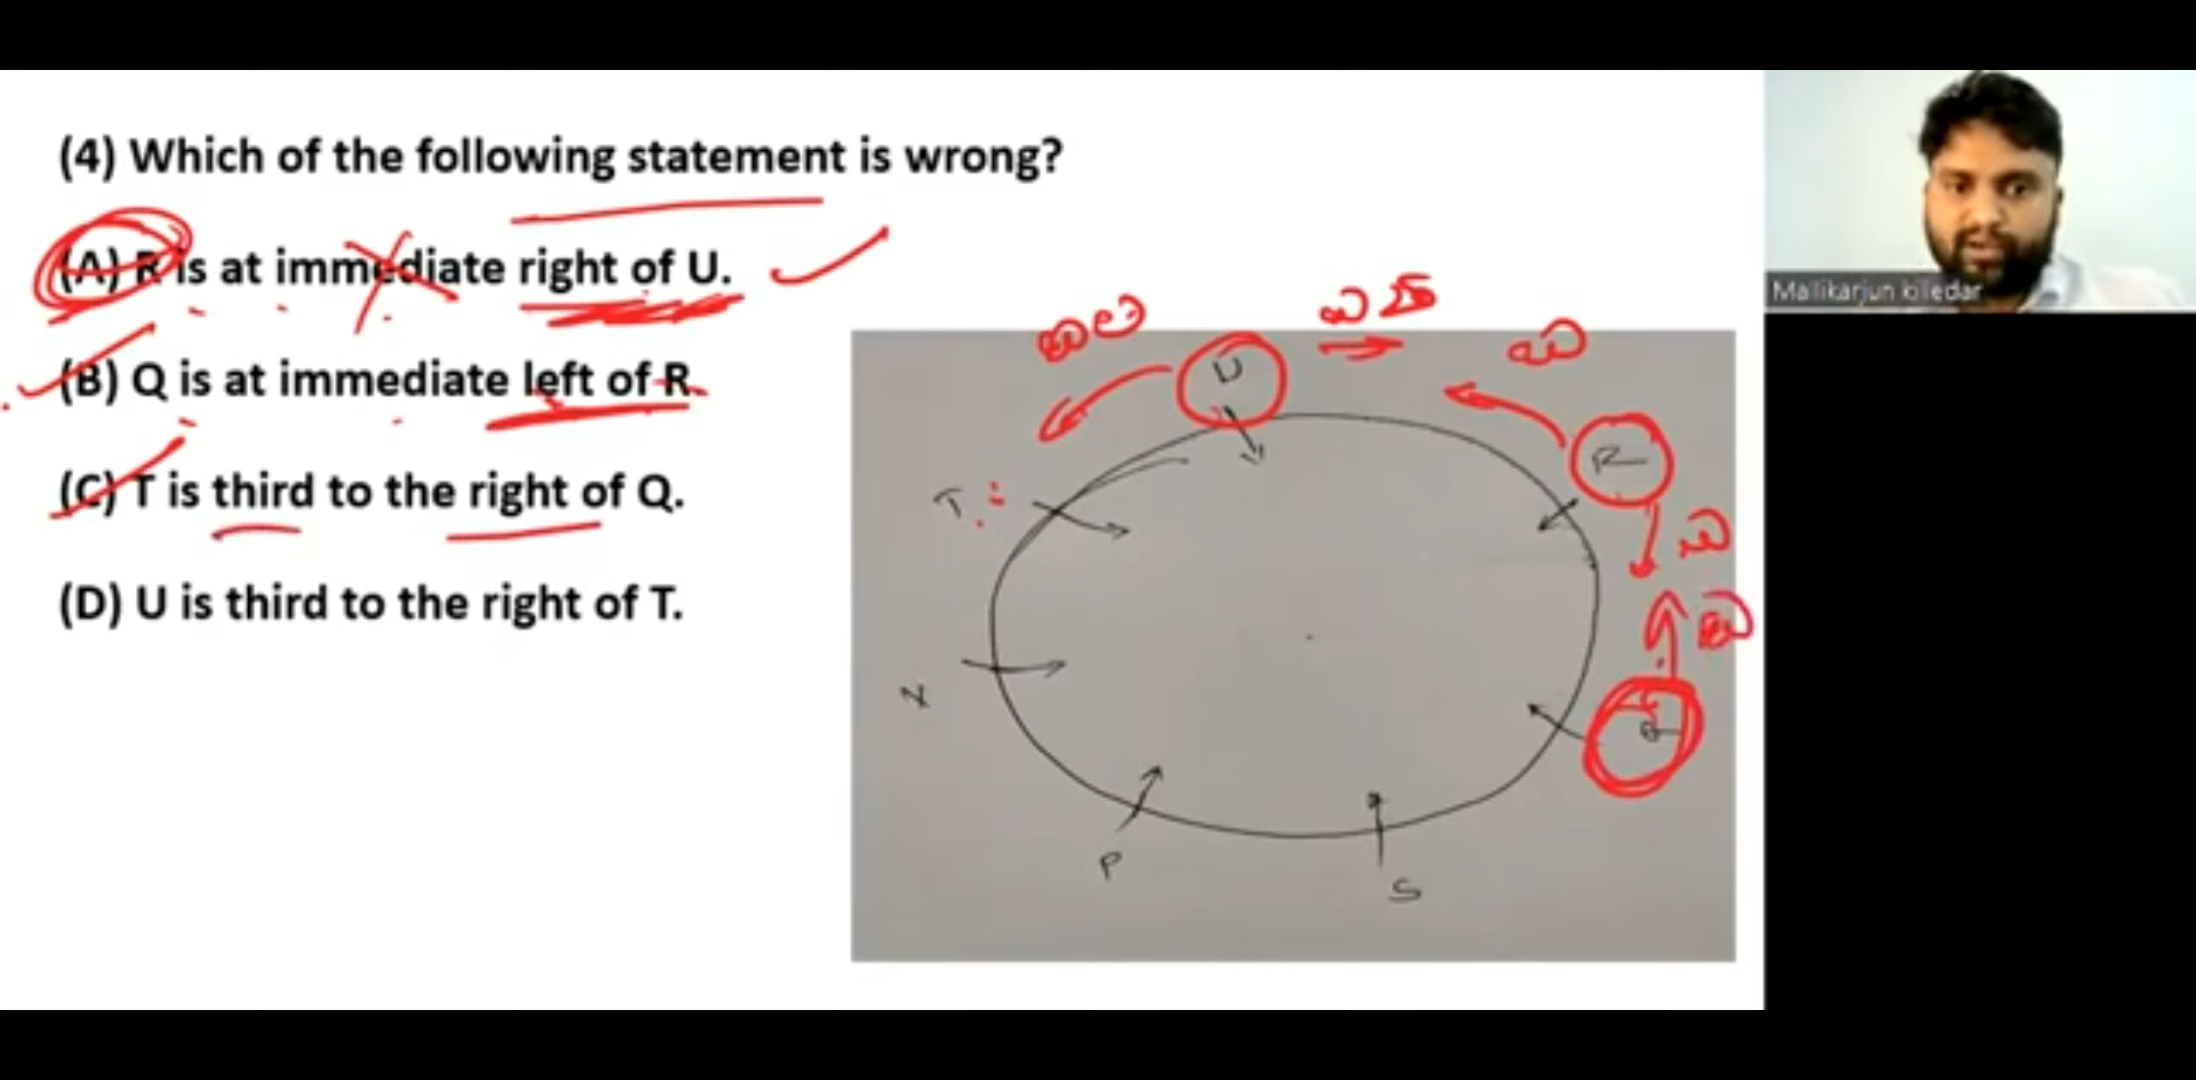 (4) Which of the following statement is wrong?
(A) R is at immediate right of U.
(B) Q is at immediate left of R.
(C) T is third to the right of Q.
(D) U is third to the right of T.
Mallikarjun killedar
U
R
T
P
S